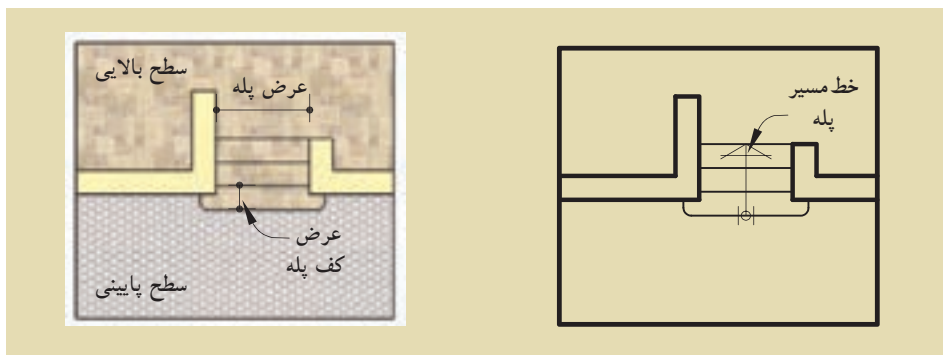 خط مسیر
پله
سطح بالایی
عرض پله
عرض
کف پله
سطح پایینی